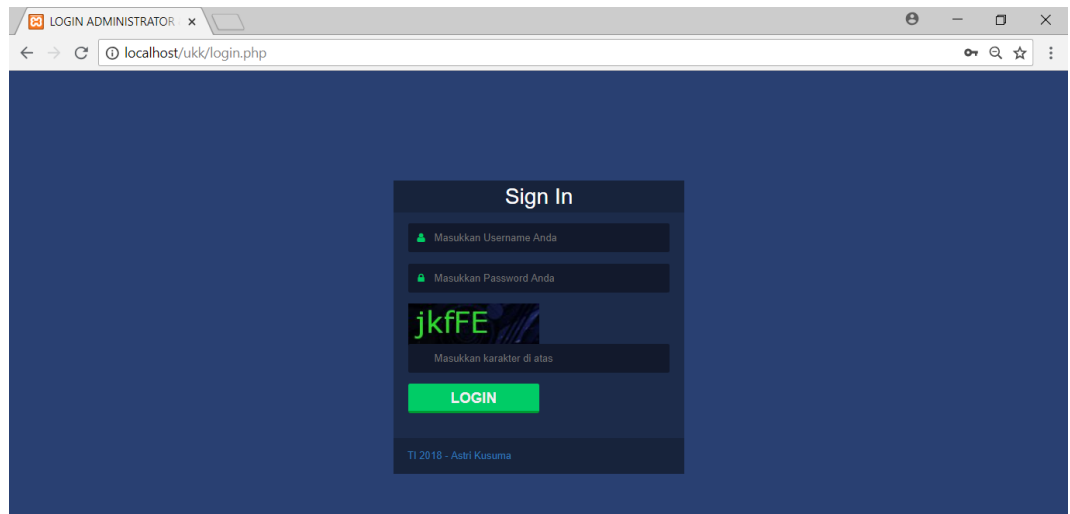 LOGIN ADMINISTRATOR
localhost/ukk/login.php
Sign In
Masukkan Username Anda
Masukkan Password Anda
jkfFE
Masukkan karakter di atas
LOGIN
TI 2018 - Astri Kusuma